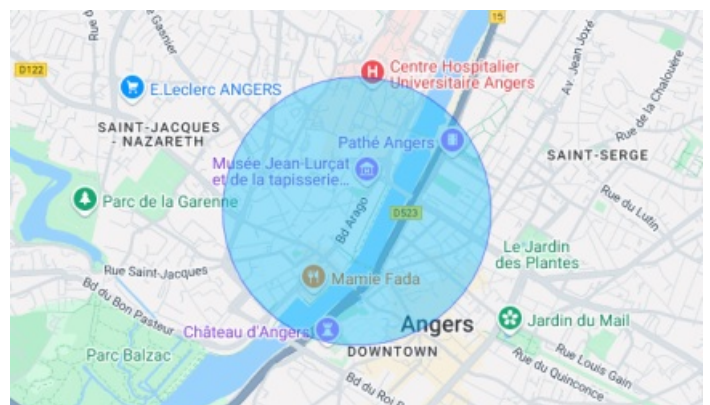 15
Rue p
e Gasnier
D122
Centre Hospitalier
Universitaire Angers
Av. Jean Joxé
E.Leclerc ANGERS
Rue de la Chalouère
SAINT-JACQUES
- NAZARETH
Pathé Angers
SAINT-SERGE
Musée Jean-Lurçat
et de la tapisserie...
Parc de la Garenne
Rue du Lutin
D523
Bd Arago
Le Jardin
des Plantes
Rue Saint-Jacques
Mamie Fada
Bd du Bon Pasteur
Château d'Angers
Angers
Jardin du Mail
DOWNTOWN
Parc Balzac
Rue Louis Gain
Rue du Quinconce
Bd du Roi